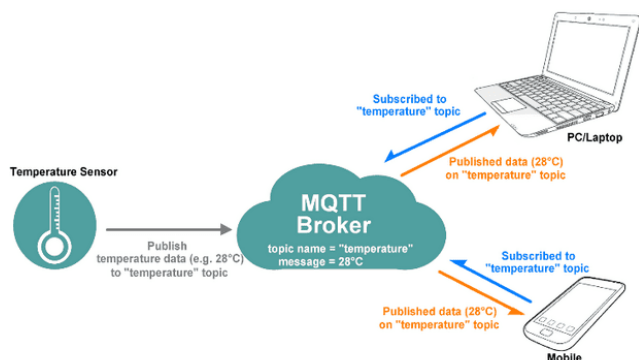 Temperature Sensor
Publish
temperature data (e.g. 28°C)
to "temperature" topic
MQTT
Broker
topic name = "temperature"
message = 28°C
Subscribed to
"temperature" topic
PC/Laptop
Published data (28°C)
on "temperature" topic
Subscribed to
"temperature" topic
Published data (28°C)
on "temperature" topic
Mobile